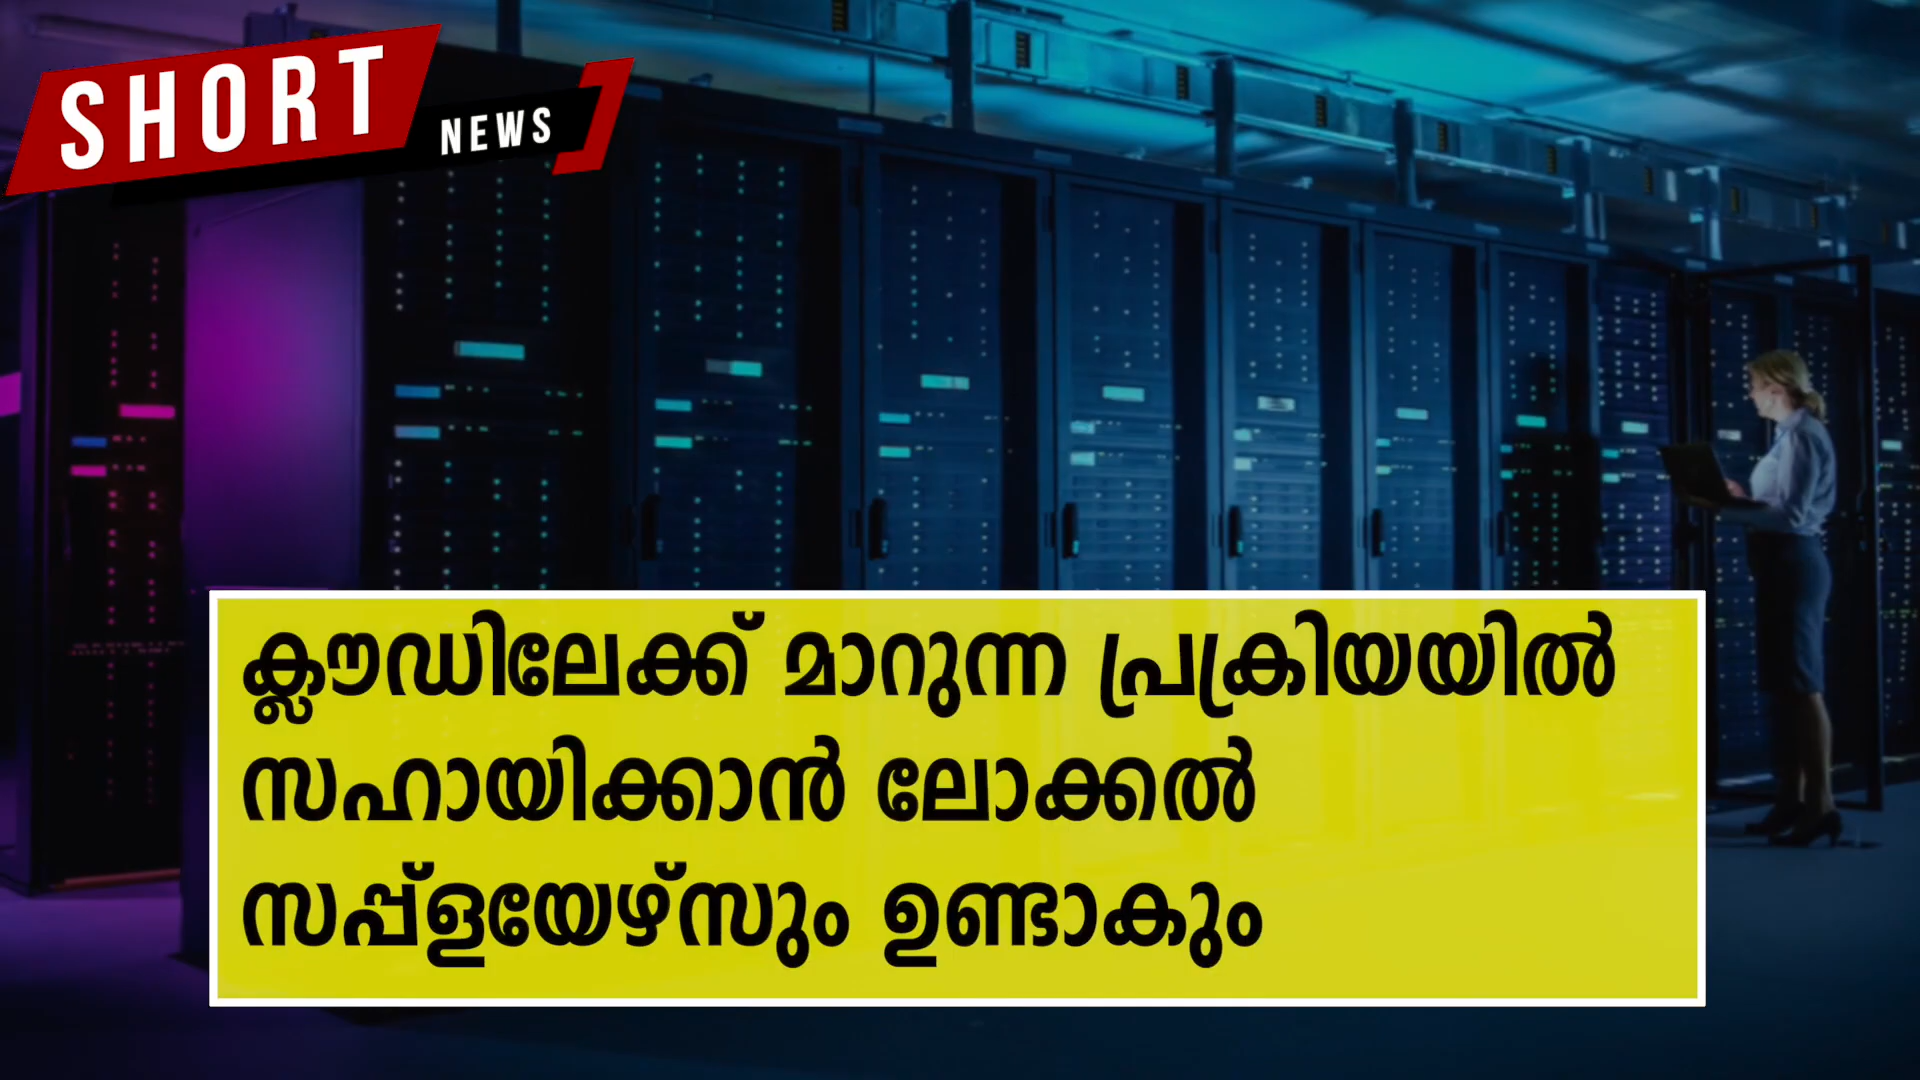 SHORT
NEWS
ക്ലൗഡിലേക്ക് മാറുന്ന പ്രക്രിയയിൽ
സഹായിക്കാൻ ലോക്കൽ
സപ്പ്ളയേഴ്സും ഉണ്ടാകും